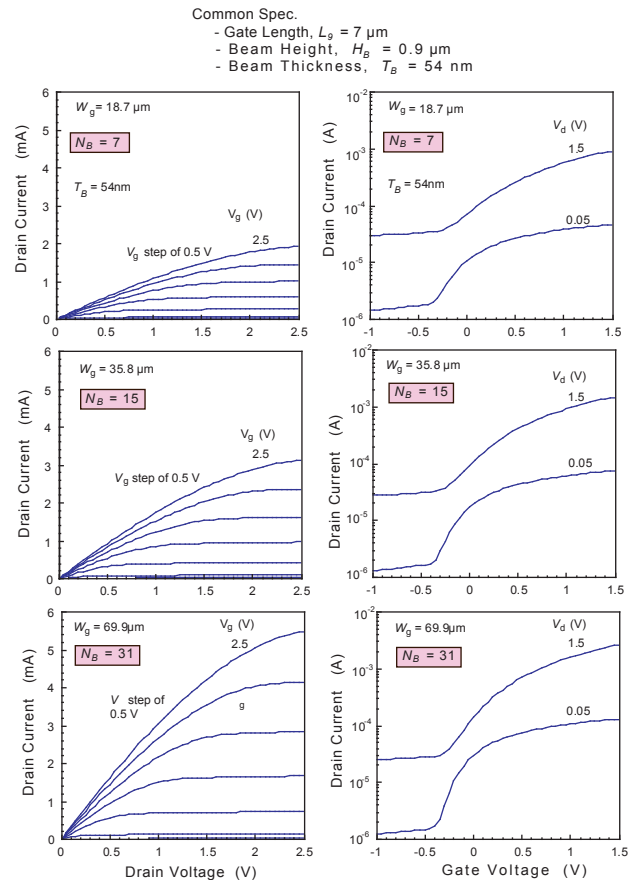 Common Spec.
- Gate Length, L9 = 7 µm
- Beam Height, HB = 0.9 µm
- Beam Thickness, TB = 54 nm
Drain Current (mA)
6
5
4
3
2
1
0
Wg = 18.7 µm
NB = 7
TB = 54nm
Vg (V)
2.5
Vg step of 0.5 V
0 0.5 1.0 1.5 2.0 2.5
Drain Current (A)
10-2
10-3
10-4
10-5
10-6
Wg = 18.7 µm
NB = 7
TB = 54nm
Vd (V)
1.5
0.05
-1 -0.5 0 0.5 1 1.5
Drain Current (mA)
6
5
4
3
2
1
0
Wg = 35.8 µm
NB = 15
Vg (V)
2.5
Vg step of 0.5 V
0 0.5 1.0 1.5 2.0 2.5
Drain Current (A)
10-2
10-3
10-4
10-5
10-6
Wg = 35.8 µm
NB = 15
Vd (V)
1.5
0.05
-1 -0.5 0 0.5 1 1.5
Drain Current (mA)
6
5
4
3
2
1
0
Wg = 69.9µm
NB = 31
Vg (V)
2.5
V step of
0.5 V
g
0 0.5 1 1.5 2 2.5
Drain Voltage (V)
Drain Current (A)
10-2
10-3
10-4
10-5
10-6
Wg = 69.9 µm
NB = 31
Vd (V)
1.5
0.05
-1 -0.5 0 0.5 1 1.5
Gate Voltage (V)